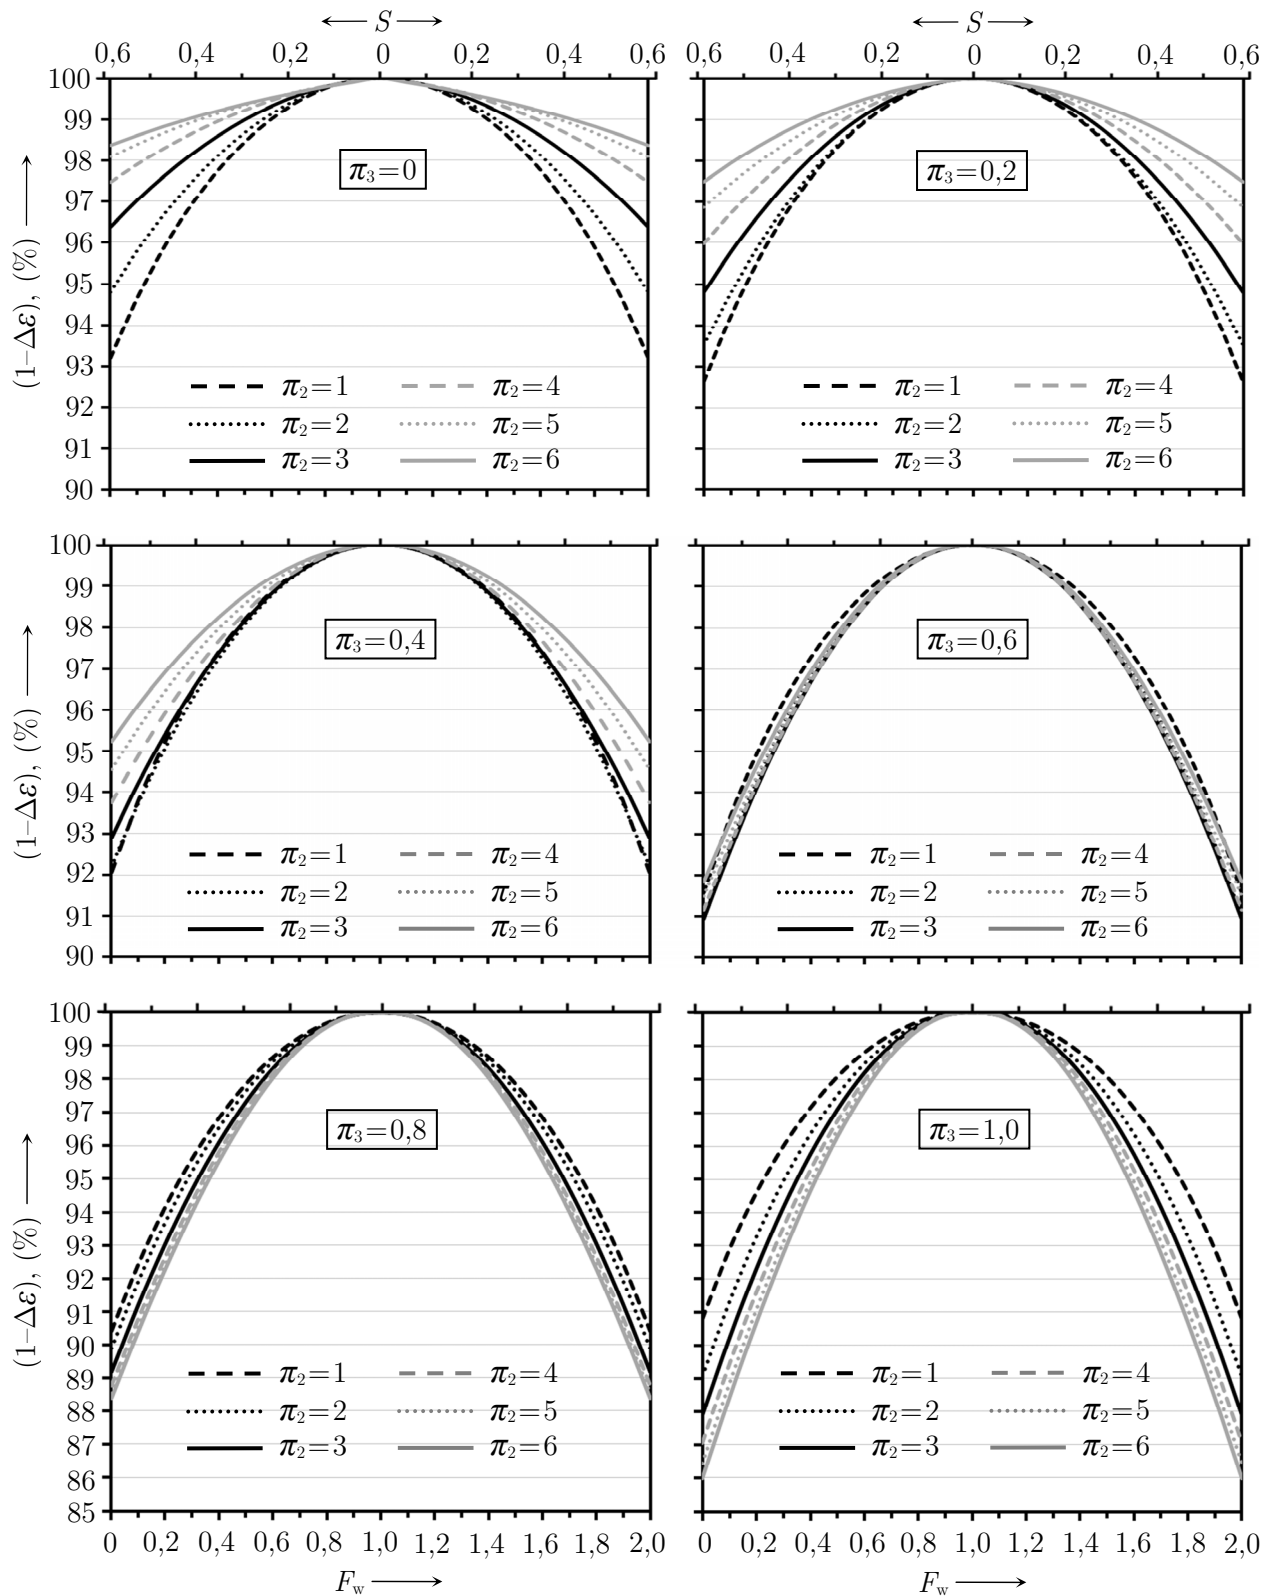 ← S → ← S →
0,6 0,4 0,2 0 0,2 0,4 0,6 0,6 0,4 0,2 0 0,2 0,4 0,6
(1–Δε), (%) →
100
99
98
97
96
95
94
93
92
91
90
π₃=0
π₂=1 π₂=4
π₂=2 π₂=5
π₂=3 π₂=6
π₃=0,2
π₂=1 π₂=4
π₂=2 π₂=5
π₂=3 π₂=6
(1–Δε), (%) →
100
99
98
97
96
95
94
93
92
91
90
π₃=0,4
π₂=1 π₂=4
π₂=2 π₂=5
π₂=3 π₂=6
π₃=0,6
π₂=1 π₂=4
π₂=2 π₂=5
π₂=3 π₂=6
(1–Δε), (%) →
100
99
98
97
96
95
94
93
92
91
90
89
88
87
86
85
π₃=0,8
π₂=1 π₂=4
π₂=2 π₂=5
π₂=3 π₂=6
π₃=1,0
π₂=1 π₂=4
π₂=2 π₂=5
π₂=3 π₂=6
0 0,2 0,4 0,6 0,8 1,0 1,2 1,4 1,6 1,8 2,0 0 0,2 0,4 0,6 0,8 1,0 1,2 1,4 1,6 1,8 2,0
F_w → F_w →